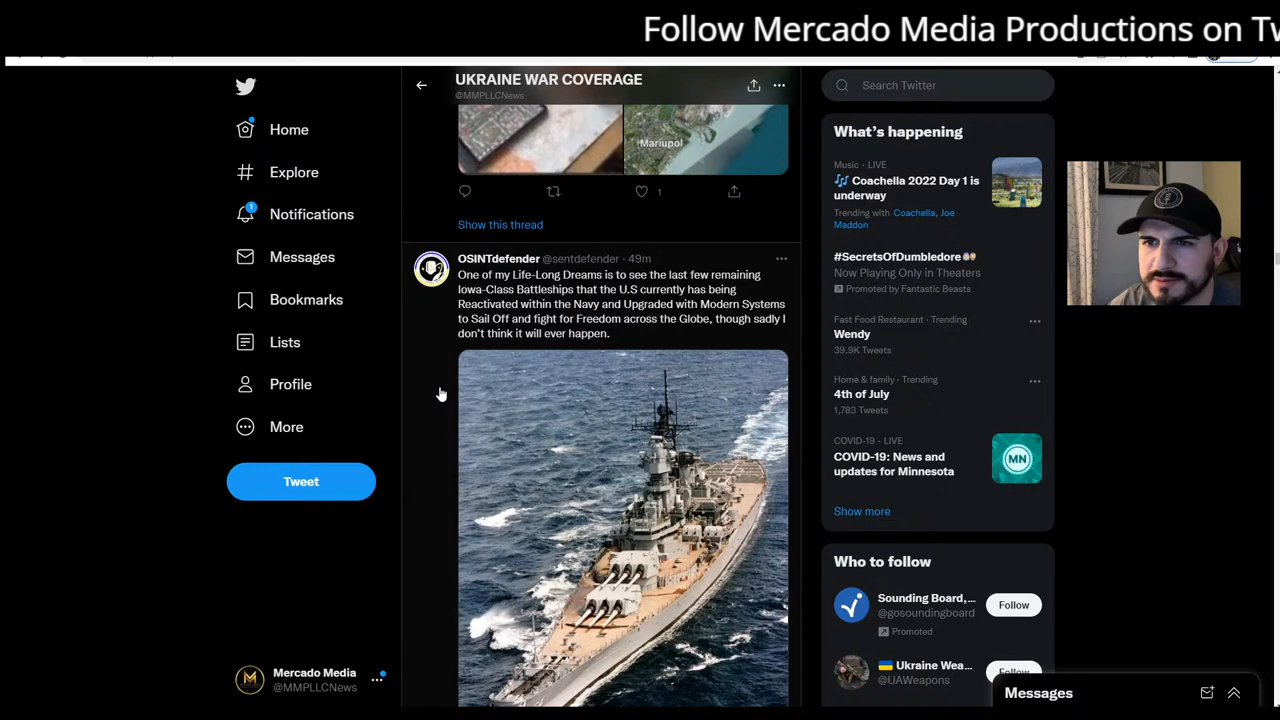 Follow Mercado Media Productions on Tw
UKRAINE WAR COVERAGE
@MMPLLCNews
Home
Explore
1
Notifications
Messages
Bookmarks
Lists
Profile
More
Tweet
Mercado Media
@MMPLLCNews
Mariupol
1
Show this thread
OSINTdefender @sentdefender · 49m
One of my Life-Long Dreams is to see the last few remaining
Iowa-Class Battleships that the U.S currently has being
Reactivated within the Navy and Upgraded with Modern Systems
to Sail Off and fight for Freedom across the Globe, though sadly I
don't think it will ever happen.
Search Twitter
What's happening
Music · LIVE
🎶 Coachella 2022 Day 1 is
underway
Trending with Coachella, Joe
Maddon
#SecretsOfDumbledore
Now Playing Only in Theaters
Promoted by Fantastic Beasts
Fast Food Restaurant · Trending
Wendy
39.9K Tweets
Home & family · Trending
4th of July
1,783 Tweets
COVID-19 · LIVE
COVID-19: News and
updates for Minnesota
MN
Show more
Who to follow
Sounding Board,...
@gosoundingboard
Promoted
Follow
🇺🇦 Ukraine Wea...
@UAWeapons
Follow
Messages